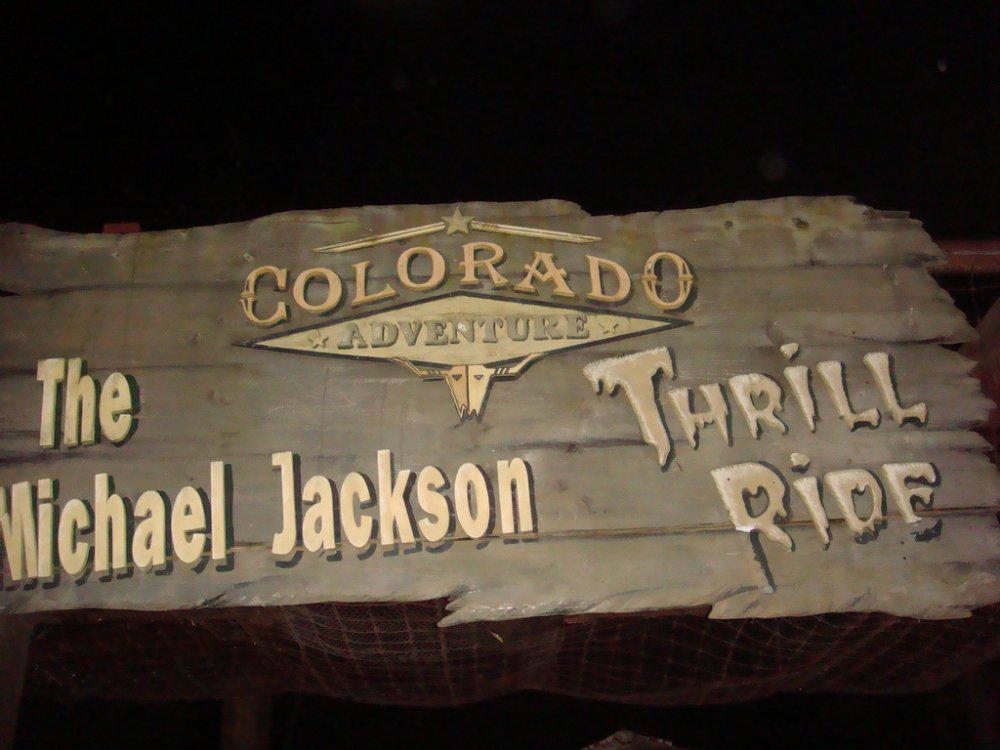 COLORADO
ADVENTURE
The
Michael Jackson
THRILL
RIDE